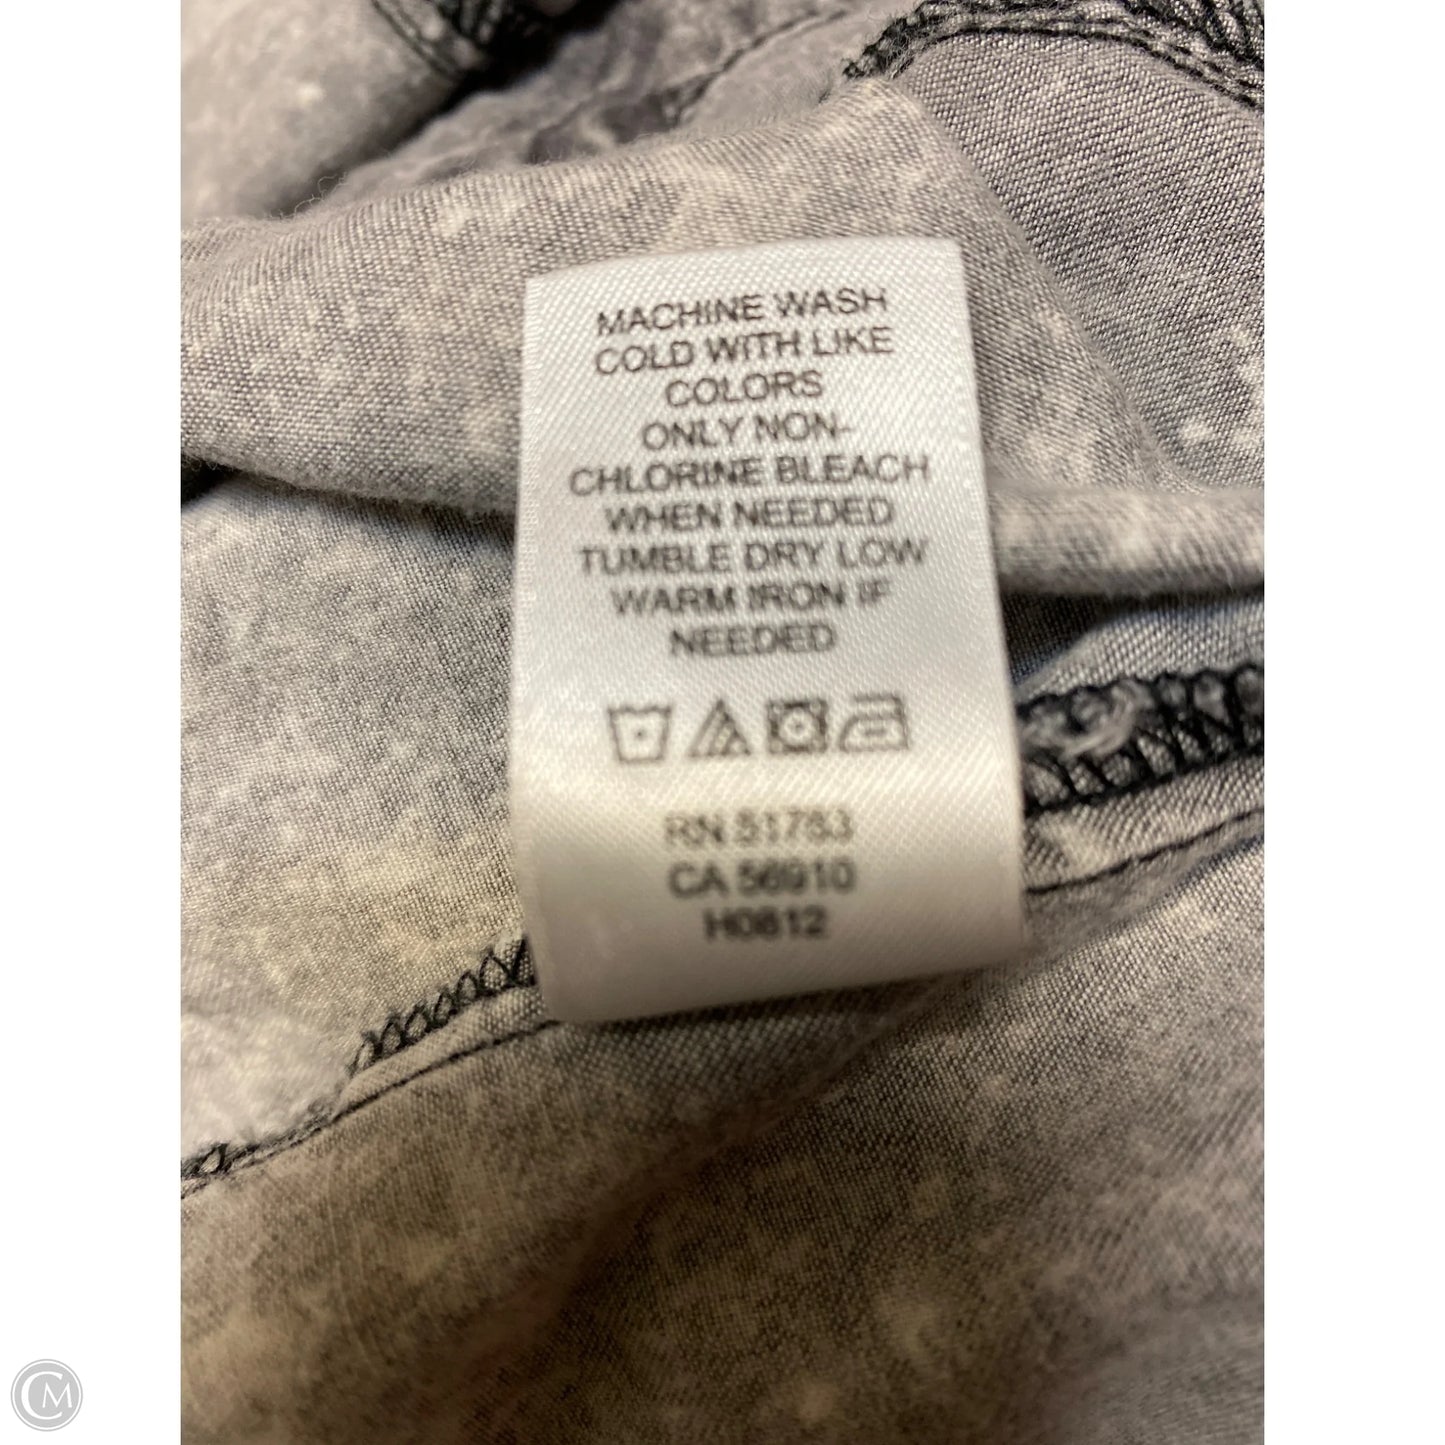 MACHINE WASH
COLD WITH LIKE
COLORS
ONLY NON-
CHLORINE BLEACH
WHEN NEEDED
TUMBLE DRY LOW
WARM IRON IF
NEEDED
RN 51783
CA 56910
H0812
CM